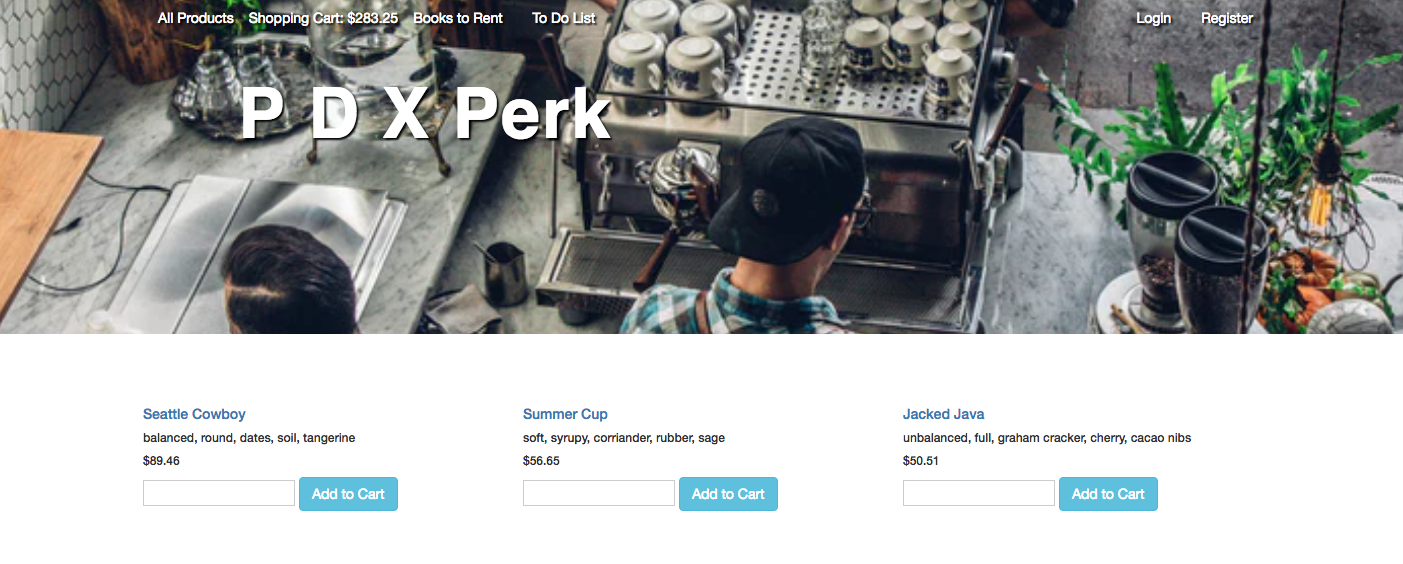 All Products Shopping Cart: $283.25 Books to Rent To Do List Login Register
P D X Perk
Seattle Cowboy
balanced, round, dates, soil, tangerine
$89.46
Add to Cart
Summer Cup
soft, syrupy, corriander, rubber, sage
$56.65
Add to Cart
Jacked Java
unbalanced, full, graham cracker, cherry, cacao nibs
$50.51
Add to Cart